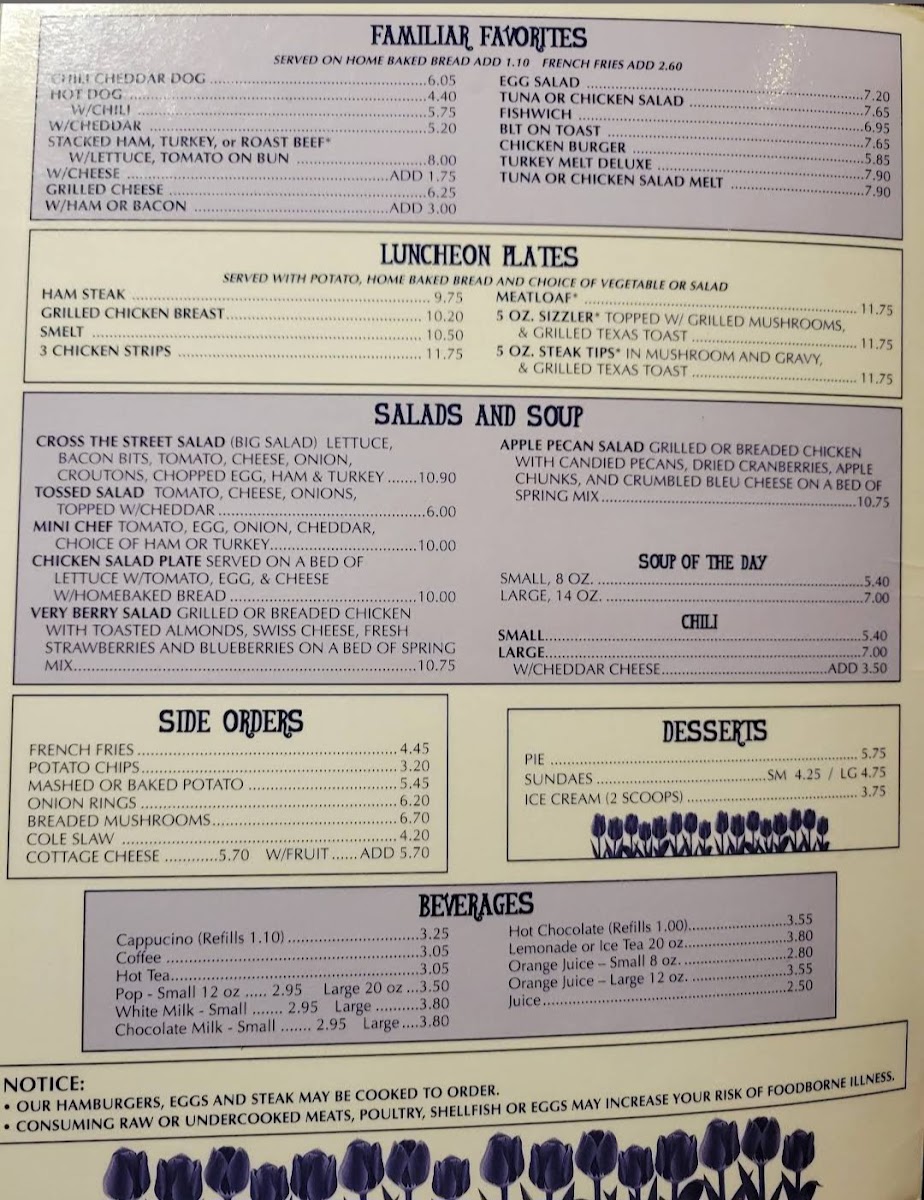 FAMILIAR FAVORITES
SERVED ON HOME BAKED BREAD ADD 1.10 FRENCH FRIES ADD 2.60
CHILI CHEDDAR DOG ... 6.05
HOT DOG ... 4.40
W/CHILI ... 5.75
W/CHEDDAR ... 5.20
STACKED HAM, TURKEY, or ROAST BEEF*
W/LETTUCE, TOMATO ON BUN ... 8.00
W/CHEESE ... ADD 1.75
GRILLED CHEESE ... 6.25
W/HAM OR BACON ... ADD 3.00
EGG SALAD ... 7.20
TUNA OR CHICKEN SALAD ... 7.65
FISHWICH ... 6.95
BLT ON TOAST ... 7.65
CHICKEN BURGER ... 5.85
TURKEY MELT DELUXE ... 7.90
TUNA OR CHICKEN SALAD MELT ... 7.90
LUNCHEON PLATES
SERVED WITH POTATO, HOME BAKED BREAD AND CHOICE OF VEGETABLE OR SALAD
HAM STEAK ... 9.75
GRILLED CHICKEN BREAST ... 10.20
SMELT ... 10.50
3 CHICKEN STRIPS ... 11.75
MEATLOAF* ... 11.75
5 OZ. SIZZLER* TOPPED W/ GRILLED MUSHROOMS,
& GRILLED TEXAS TOAST ... 11.75
5 OZ. STEAK TIPS* IN MUSHROOM AND GRAVY,
& GRILLED TEXAS TOAST ... 11.75
SALADS AND SOUP
CROSS THE STREET SALAD (BIG SALAD) LETTUCE,
BACON BITS, TOMATO, CHEESE, ONION,
CROUTONS, CHOPPED EGG, HAM & TURKEY ... 10.90
TOSSED SALAD TOMATO, CHEESE, ONIONS,
TOPPED W/CHEDDAR ... 6.00
MINI CHEF TOMATO, EGG, ONION, CHEDDAR,
CHOICE OF HAM OR TURKEY ... 10.00
CHICKEN SALAD PLATE SERVED ON A BED OF
LETTUCE W/TOMATO, EGG, & CHEESE
W/HOMEBAKED BREAD ... 10.00
VERY BERRY SALAD GRILLED OR BREADED CHICKEN
WITH TOASTED ALMONDS, SWISS CHEESE, FRESH
STRAWBERRIES AND BLUEBERRIES ON A BED OF SPRING
MIX ... 10.75
APPLE PECAN SALAD GRILLED OR BREADED CHICKEN
WITH CANDIED PECANS, DRIED CRANBERRIES, APPLE
CHUNKS, AND CRUMBLED BLEU CHEESE ON A BED OF
SPRING MIX ... 10.75
SOUP OF THE DAY
SMALL, 8 OZ. ... 5.40
LARGE, 14 OZ. ... 7.00
CHILI
SMALL ... 5.40
LARGE ... 7.00
W/CHEDDAR CHEESE ... ADD 3.50
SIDE ORDERS
FRENCH FRIES ... 4.45
POTATO CHIPS ... 3.20
MASHED OR BAKED POTATO ... 5.45
ONION RINGS ... 6.20
BREADED MUSHROOMS ... 6.70
COLE SLAW ... 4.20
COTTAGE CHEESE ... 5.70 W/FRUIT ... ADD 5.70
DESSERTS
PIE ... 5.75
SUNDAES ... SM 4.25 / LG 4.75
ICE CREAM (2 SCOOPS) ... 3.75
BEVERAGES
Cappucino (Refills 1.10) ... 3.25
Coffee ... 3.05
Hot Tea ... 3.05
Pop - Small 12 oz ..... 2.95 Large 20 oz ... 3.50
White Milk - Small ....... 2.95 Large ... 3.80
Chocolate Milk - Small ....... 2.95 Large .... 3.80
Hot Chocolate (Refills 1.00) ... 3.55
Lemonade or Ice Tea 20 oz ... 3.80
Orange Juice – Small 8 oz. ... 2.80
Orange Juice – Large 12 oz. ... 3.55
Juice ... 2.50
NOTICE:
• OUR HAMBURGERS, EGGS AND STEAK MAY BE COOKED TO ORDER.
• CONSUMING RAW OR UNDERCOOKED MEATS, POULTRY, SHELLFISH OR EGGS MAY INCREASE YOUR RISK OF FOODBORNE ILLNESS.